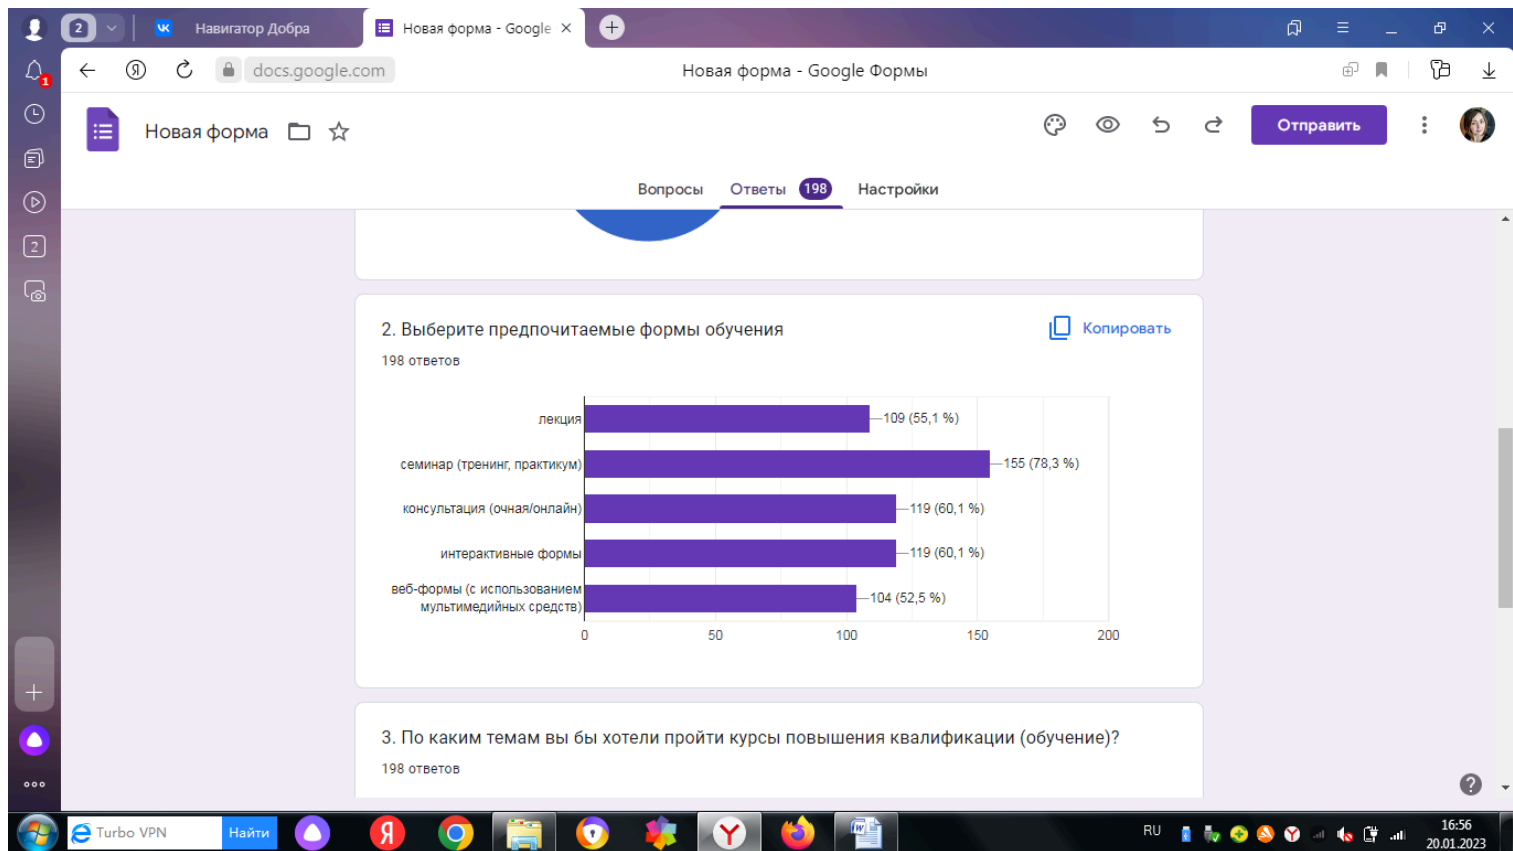 2
Навигатор Добра
Новая форма - Google
1
docs.google.com
Новая форма - Google Формы
Новая форма
Отправить
Вопросы
Ответы 198
Настройки
2
2. Выберите предпочитаемые формы обучения
Копировать
198 ответов
лекция
109 (55,1 %)
семинар (тренинг, практикум)
155 (78,3 %)
консультация (очная/онлайн)
119 (60,1 %)
интерактивные формы
119 (60,1 %)
веб-формы (с использованием
мультимедийных средств)
104 (52,5 %)
0 50 100 150 200
3. По каким темам вы бы хотели пройти курсы повышения квалификации (обучение)?
198 ответов
Turbo VPN
Найти
RU
16:56
20.01.2023